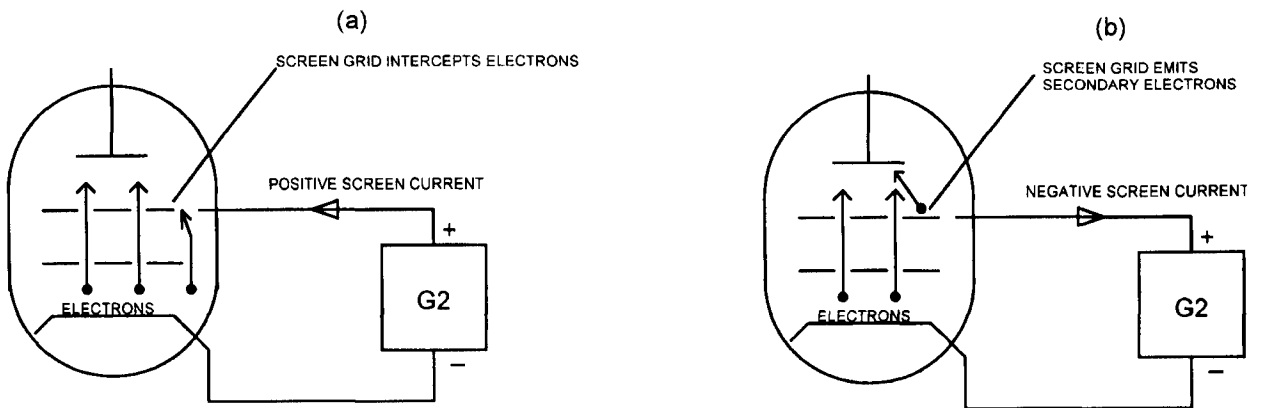 (a)
SCREEN GRID INTERCEPTS ELECTRONS
POSITIVE SCREEN CURRENT
+
G2
ELECTRONS
−
(b)
SCREEN GRID EMITS
SECONDARY ELECTRONS
NEGATIVE SCREEN CURRENT
+
G2
ELECTRONS
−